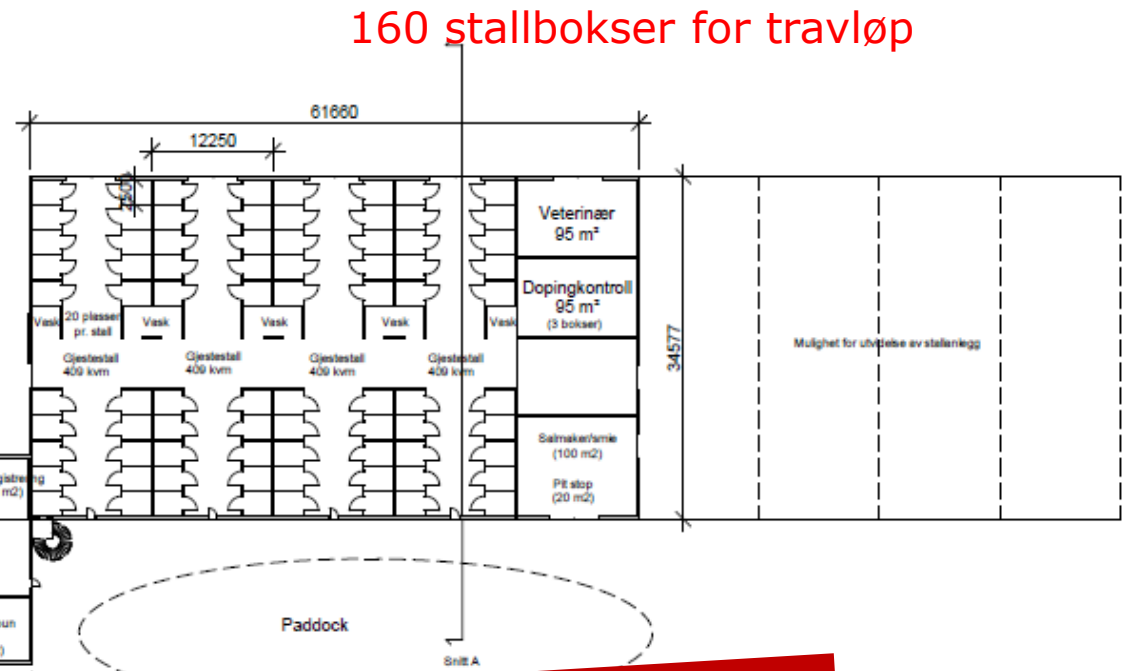 160 stallbokser for travløp
61660
12250
2500
Veterinær
95 m²
Dopingkontroll
95 m²
(3 bokser)
Vask
20 plasser
pr. stall
Vask
Vask
Vask
Vask
Gjestestall
409 kvm
Gjestestall
409 kvm
Gjestestall
409 kvm
Gjestestall
409 kvm
34577
Mulighet for utvidelse av stallanlegg
Salmaker/smie
(100 m2)
Pit stop
(20 m2)
m2)
Paddock
Snitt A